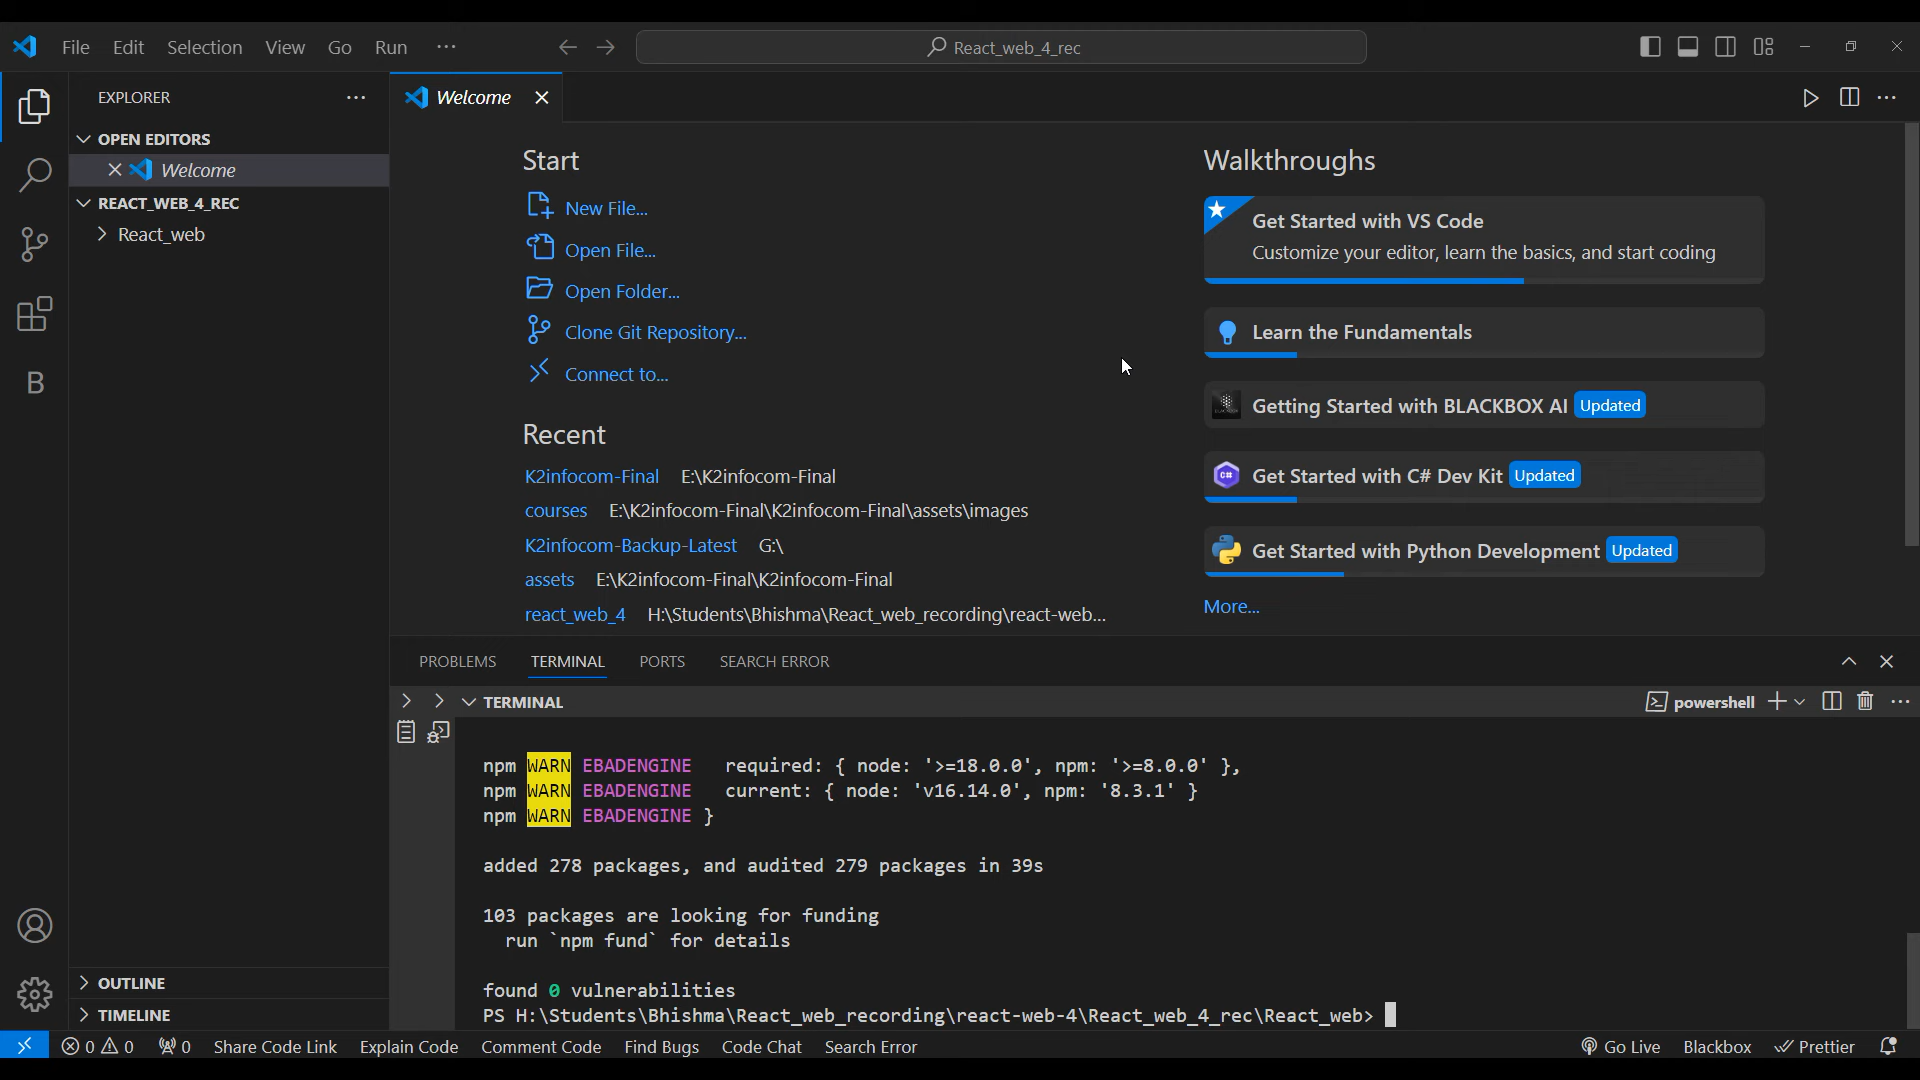 File Edit Selection View Go Run ···
React_web_4_rec
EXPLORER
OPEN EDITORS
Welcome
REACT_WEB_4_REC
React_web
B
OUTLINE
TIMELINE
Welcome
Start
New File...
Open File...
Open Folder...
Clone Git Repository...
Connect to...
Recent
K2infocom-Final E:\K2infocom-Final
courses E:\K2infocom-Final\K2infocom-Final\assets\images
K2infocom-Backup-Latest G:\
assets E:\K2infocom-Final\K2infocom-Final
react_web_4 H:\Students\Bhishma\React_web_recording\react-web...
Walkthroughs
Get Started with VS Code
Customize your editor, learn the basics, and start coding
Learn the Fundamentals
Getting Started with BLACKBOX AI Updated
Get Started with C# Dev Kit Updated
Get Started with Python Development Updated
More...
PROBLEMS TERMINAL PORTS SEARCH ERROR
TERMINAL
powershell
npm WARN EBADENGINE required: { node: '>=18.0.0', npm: '>=8.0.0' },
npm WARN EBADENGINE current: { node: 'v16.14.0', npm: '8.3.1' }
npm WARN EBADENGINE }
added 278 packages, and audited 279 packages in 39s
103 packages are looking for funding
run `npm fund` for details
found 0 vulnerabilities
PS H:\Students\Bhishma\React_web_recording\react-web-4\React_web_4_rec\React_web>
0 0 0 Share Code Link Explain Code Comment Code Find Bugs Code Chat Search Error Go Live Blackbox Prettier